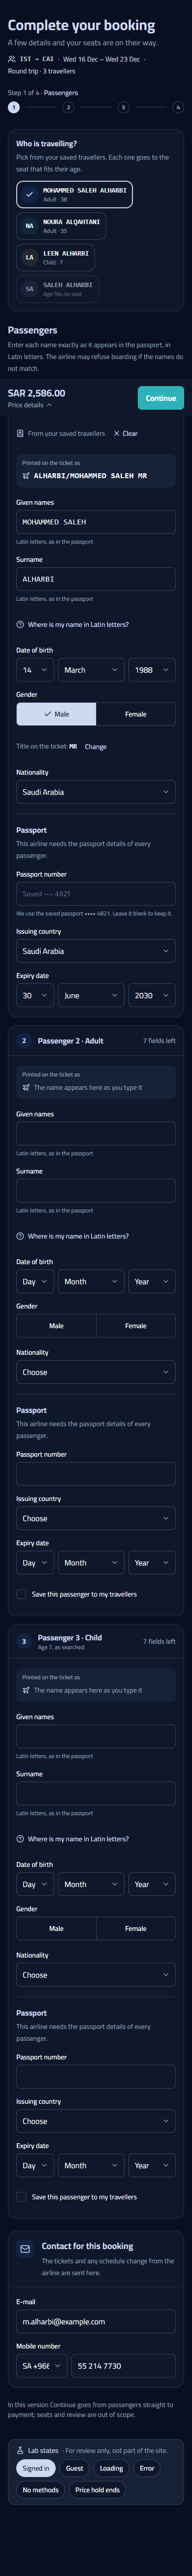 Complete your booking
A few details and your seats are on their way.
IST → CAI · Wed 16 Dec – Wed 23 Dec ·
Round trip · 3 travellers
Step 1 of 4 · Passengers
1 2 3 4
Who is travelling?
Pick from your saved travellers. Each one goes to the
seat that fits their age.
MOHAMMED SALEH ALHARBI
Adult · 38
NA NOURA ALQAHTANI
Adult · 35
LA LEEN ALHARBI
Child · 7
SA SALEH ALHARBI
Age fits no seat
Passengers
Enter each name exactly as it appears in the passport, in
Latin letters. The airline may refuse boarding if the names do
not match.
SAR 2,586.00
Price details
Continue
From your saved travellers Clear
Printed on the ticket as
ALHARBI/MOHAMMED SALEH MR
Given names
MOHAMMED SALEH
Latin letters, as in the passport
Surname
ALHARBI
Latin letters, as in the passport
Where is my name in Latin letters?
Date of birth
14 March 1988
Gender
Male Female
Title on the ticket: MR Change
Nationality
Saudi Arabia
Passport
This airline needs the passport details of every
passenger.
Passport number
Saved •••• 4821
We use the saved passport •••• 4821. Leave it blank to keep it.
Issuing country
Saudi Arabia
Expiry date
30 June 2030
2 Passenger 2 · Adult 7 fields left
Printed on the ticket as
The name appears here as you type it
Given names
Latin letters, as in the passport
Surname
Latin letters, as in the passport
Where is my name in Latin letters?
Date of birth
Day Month Year
Gender
Male Female
Nationality
Choose
Passport
This airline needs the passport details of every
passenger.
Passport number
Issuing country
Choose
Expiry date
Day Month Year
Save this passenger to my travellers
3 Passenger 3 · Child 7 fields left
Age 7, as searched
Printed on the ticket as
The name appears here as you type it
Given names
Latin letters, as in the passport
Surname
Latin letters, as in the passport
Where is my name in Latin letters?
Date of birth
Day Month Year
Gender
Male Female
Nationality
Choose
Passport
This airline needs the passport details of every
passenger.
Passport number
Issuing country
Choose
Expiry date
Day Month Year
Save this passenger to my travellers
Contact for this booking
The tickets and any schedule change from the
airline are sent here.
E-mail
m.alharbi@example.com
Mobile number
SA +966 55 214 7730
In this version Continue goes from passengers straight to
payment; seats and review are out of scope.
Lab states · For review only, not part of the site.
Signed in Guest Loading Error
No methods Price hold ends